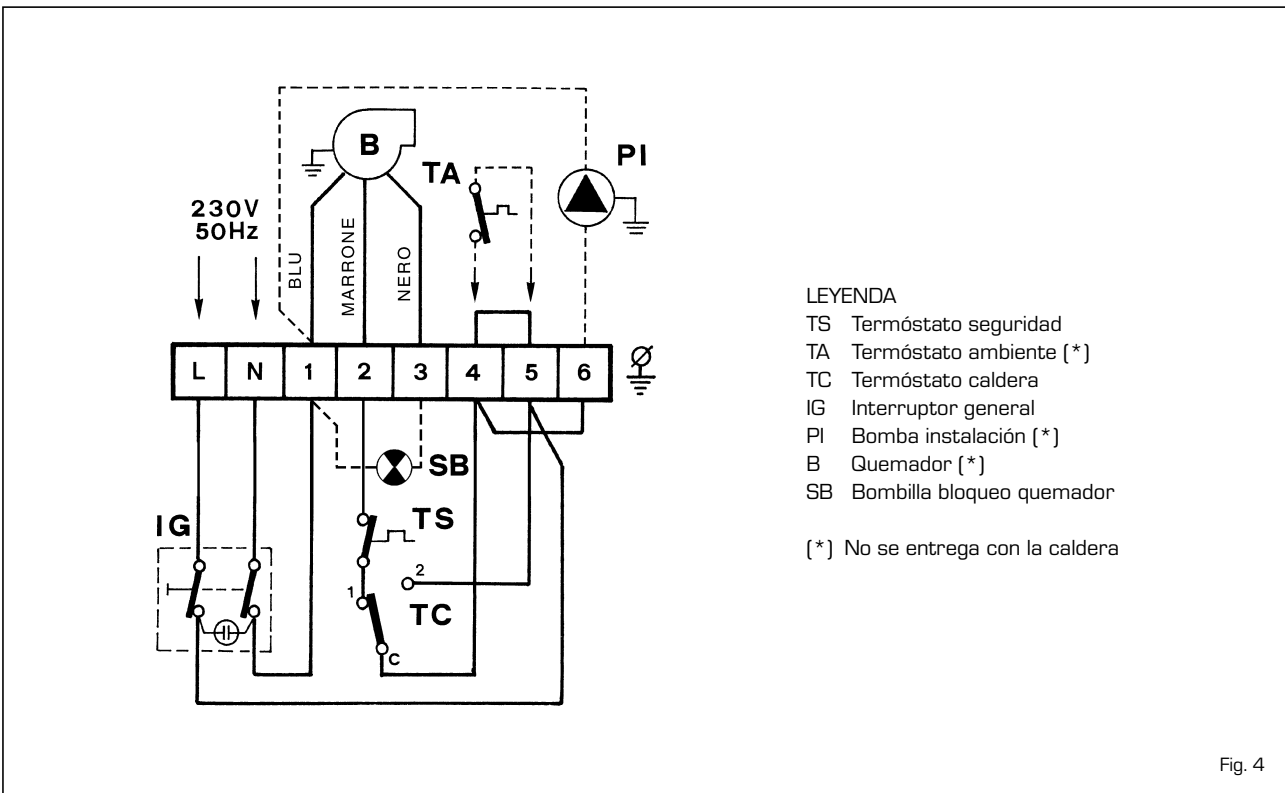 B
TA
PI
230V
50Hz
BLU
MARRONE
NERO
L N 1 2 3 4 5 6
SB
IG
TS
1
2
TC
C
LEYENDA
TS Termóstato seguridad
TA Termóstato ambiente (*)
TC Termóstato caldera
IG Interruptor general
PI Bomba instalación (*)
B Quemador (*)
SB Bombilla bloqueo quemador
(*) No se entrega con la caldera
Fig. 4